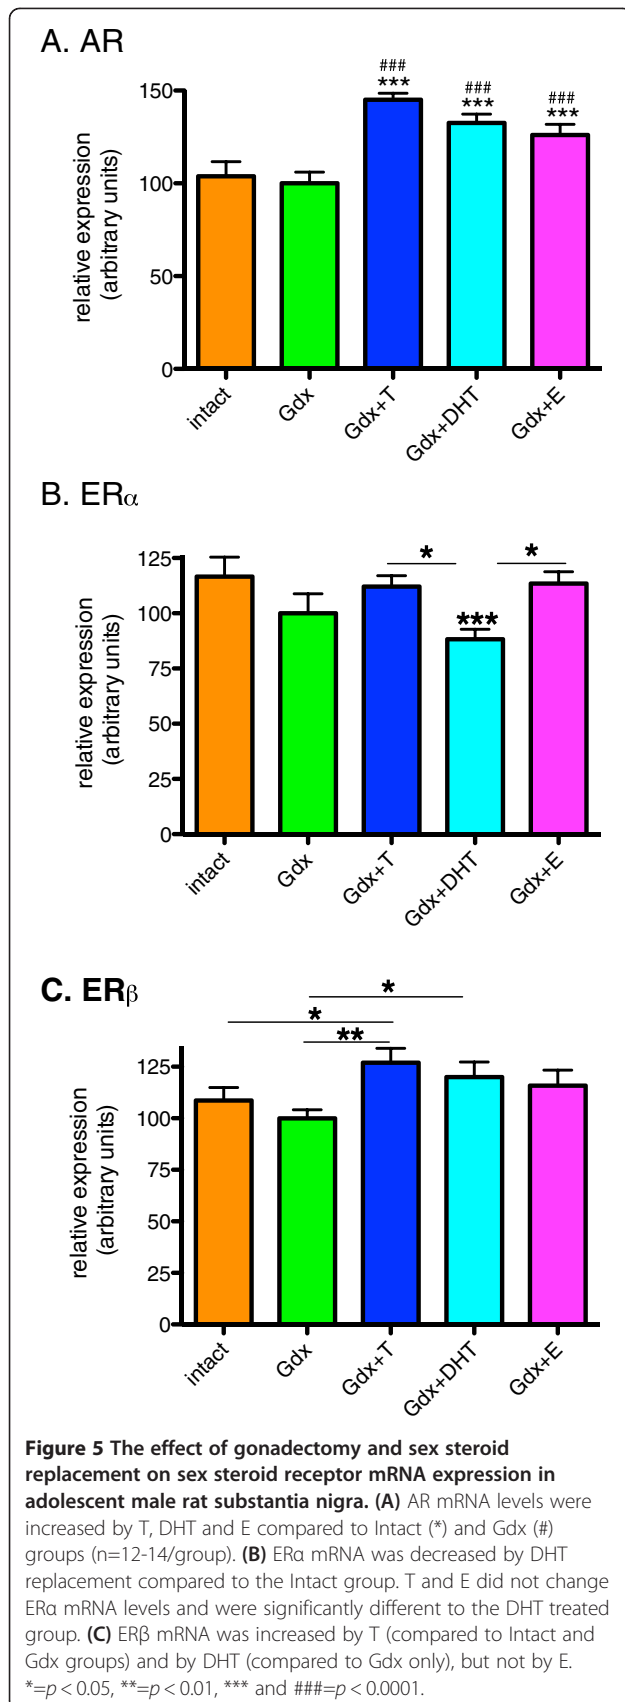 A. AR
###
***
###
***
###
***
150
100
50
0
relative expression
(arbitrary units)
intact
Gdx
Gdx+T
Gdx+DHT
Gdx+E
B. ERα
*
*
***
125
100
75
50
25
0
relative expression
(arbitrary units)
intact
Gdx
Gdx+T
Gdx+DHT
Gdx+E
C. ERβ
*
*
**
125
100
75
50
25
0
relative expression
(arbitrary units)
intact
Gdx
Gdx+T
Gdx+DHT
Gdx+E
Figure 5 The effect of gonadectomy and sex steroid
replacement on sex steroid receptor mRNA expression in
adolescent male rat substantia nigra. (A) AR mRNA levels were
increased by T, DHT and E compared to Intact (*) and Gdx (#)
groups (n=12-14/group). (B) ERα mRNA was decreased by DHT
replacement compared to the Intact group. T and E did not change
ERα mRNA levels and were significantly different to the DHT treated
group. (C) ERβ mRNA was increased by T (compared to Intact and
Gdx groups) and by DHT (compared to Gdx only), but not by E.
*=p < 0.05, **=p < 0.01, *** and ###=p < 0.0001.